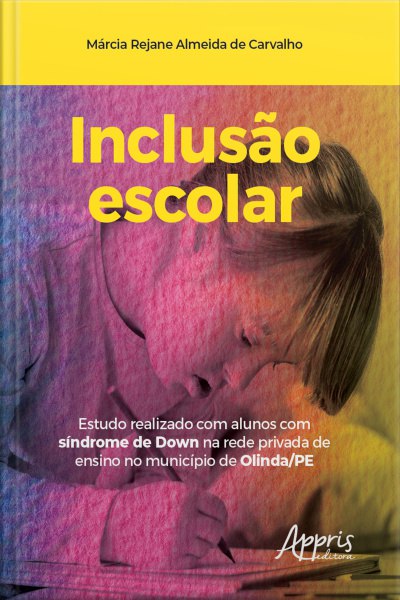 Márcia Rejane Almeida de Carvalho
Inclusão
escolar
Estudo realizado com alunos com
síndrome de Down na rede privada de
ensino no município de Olinda/PE
Appris
editora